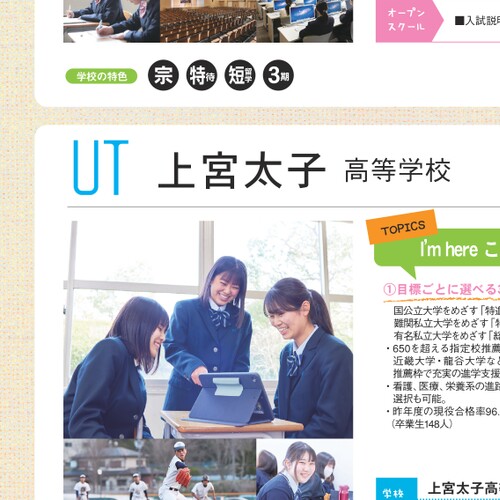 オープン
スクール
■入試説明
学校の特色
宗 特待 短留学 3期
UT 上宮太子 高等学校
TOPICS
I'm here こ
①目標ごとに選べる
国公立大学をめざす「特進
難関私立大学をめざす「特
有名私立大学をめざす「総
・650を超える指定校推薦
近畿大学・龍谷大学など
推薦枠で充実の進学支援
・看護、医療、栄養系の進路
選択も可能。
・昨年度の現役合格率96.
（卒業生148人）
学校
上宮太子高